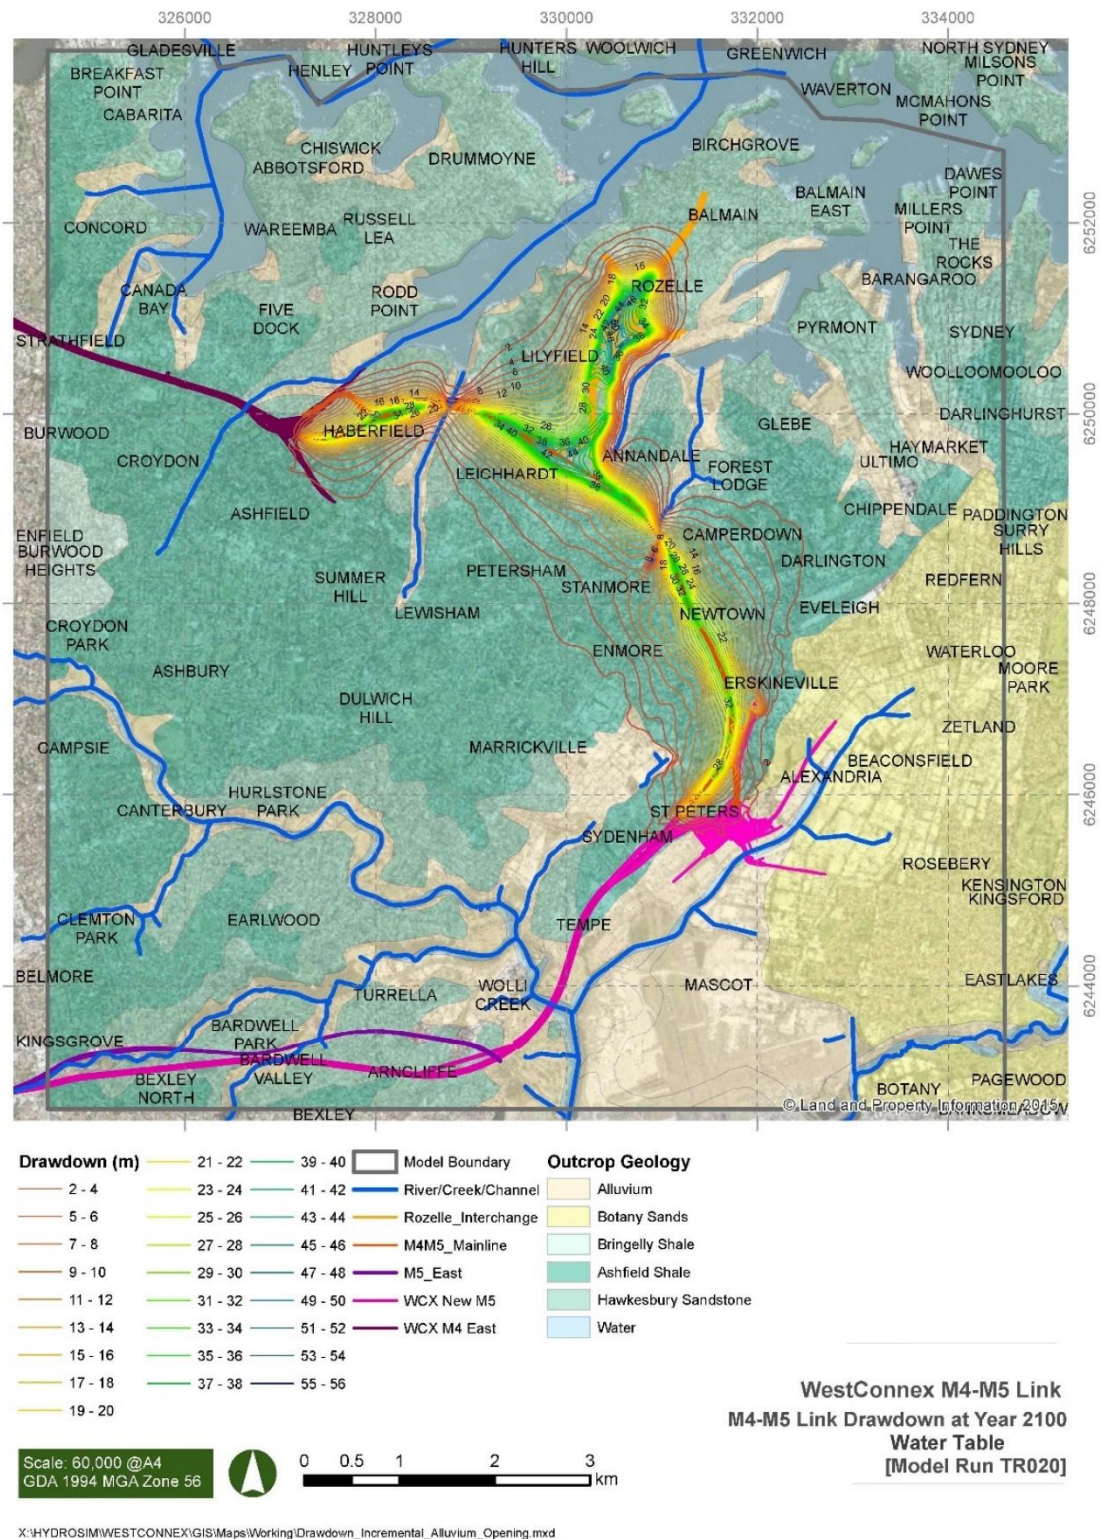 326000 328000 330000 332000 334000
GLADESVILLE
HUNTLEYS
POINT
HUNTERS
HILL
WOOLWICH
GREENWICH
NORTH SYDNEY
MILSONS
POINT
BREAKFAST
POINT
HENLEY
WAVERTON
MCMAHONS
POINT
CABARITA
CHISWICK
ABBOTSFORD
DRUMMOYNE
BIRCHGROVE
DAWES
POINT
BALMAIN
EAST
BALMAIN
MILLERS
POINT
6252000
CONCORD
WAREEMBA
RUSSELL
LEA
THE
ROCKS
BARANGAROO
CANADA
BAY
FIVE
DOCK
RODD
POINT
ROZELLE
PYRMONT
SYDNEY
STRATHFIELD
LILYFIELD
WOOLLOOMOOLOO
6250000
BURWOOD
HABERFIELD
GLEBE
DARLINGHURST
CROYDON
LEICHHARDT
ANNANDALE
FOREST
LODGE
HAYMARKET
ULTIMO
ASHFIELD
CHIPPENDALE
PADDINGTON
SURRY
HILLS
ENFIELD
BURWOOD
HEIGHTS
CAMPERDOWN
DARLINGTON
SUMMER
HILL
PETERSHAM
STANMORE
REDFERN
6248000
LEWISHAM
NEWTOWN
EVELEIGH
CROYDON
PARK
ENMORE
WATERLOO
MOORE
PARK
ASHBURY
ERSKINEVILLE
DULWICH
HILL
ZETLAND
CAMPSIE
MARRICKVILLE
BEACONSFIELD
ALEXANDRIA
6246000
CANTERBURY
HURLSTONE
PARK
ST PETERS
SYDENHAM
ROSEBERY
KENSINGTON
KINGSFORD
CLEMTON
PARK
EARLWOOD
TEMPE
BELMORE
TURRELLA
WOLLI
CREEK
MASCOT
EASTLAKES
6244000
KINGSGROVE
BARDWELL
PARK
BARDWELL
VALLEY
ARNCLIFFE
BEXLEY
NORTH
BEXLEY
BOTANY
PAGEWOOD
© Land and Property Information 2015
BANKSMEADOW
Drawdown (m)
2 - 4
5 - 6
7 - 8
9 - 10
11 - 12
13 - 14
15 - 16
17 - 18
19 - 20
21 - 22
23 - 24
25 - 26
27 - 28
29 - 30
31 - 32
33 - 34
35 - 36
37 - 38
39 - 40
41 - 42
43 - 44
45 - 46
47 - 48
49 - 50
51 - 52
53 - 54
55 - 56
Model Boundary
River/Creek/Channel
Rozelle_Interchange
M4M5_Mainline
M5_East
WCX New M5
WCX M4 East
Outcrop Geology
Alluvium
Botany Sands
Bringelly Shale
Ashfield Shale
Hawkesbury Sandstone
Water
WestConnex M4-M5 Link
M4-M5 Link Drawdown at Year 2100
Water Table
[Model Run TR020]
Scale: 60,000 @A4
GDA 1994 MGA Zone 56
0 0.5 1 2 3
km
X:\HYDROSIM\WESTCONNEX\GIS\Maps\Working\Drawdown_Incremental_Alluvium_Opening.mxd